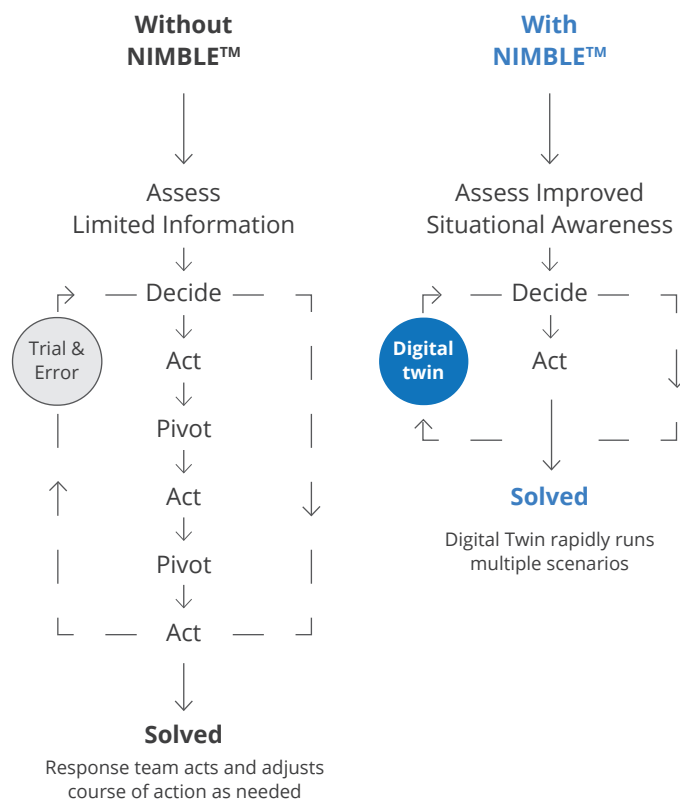 Without
NIMBLE™
Assess
Limited Information
Decide
Trial &
Error
Act
Pivot
Act
Pivot
Act
Solved
Response team acts and adjusts
course of action as needed
With
NIMBLE™
Assess Improved
Situational Awareness
Decide
Digital
twin
Act
Solved
Digital Twin rapidly runs
multiple scenarios